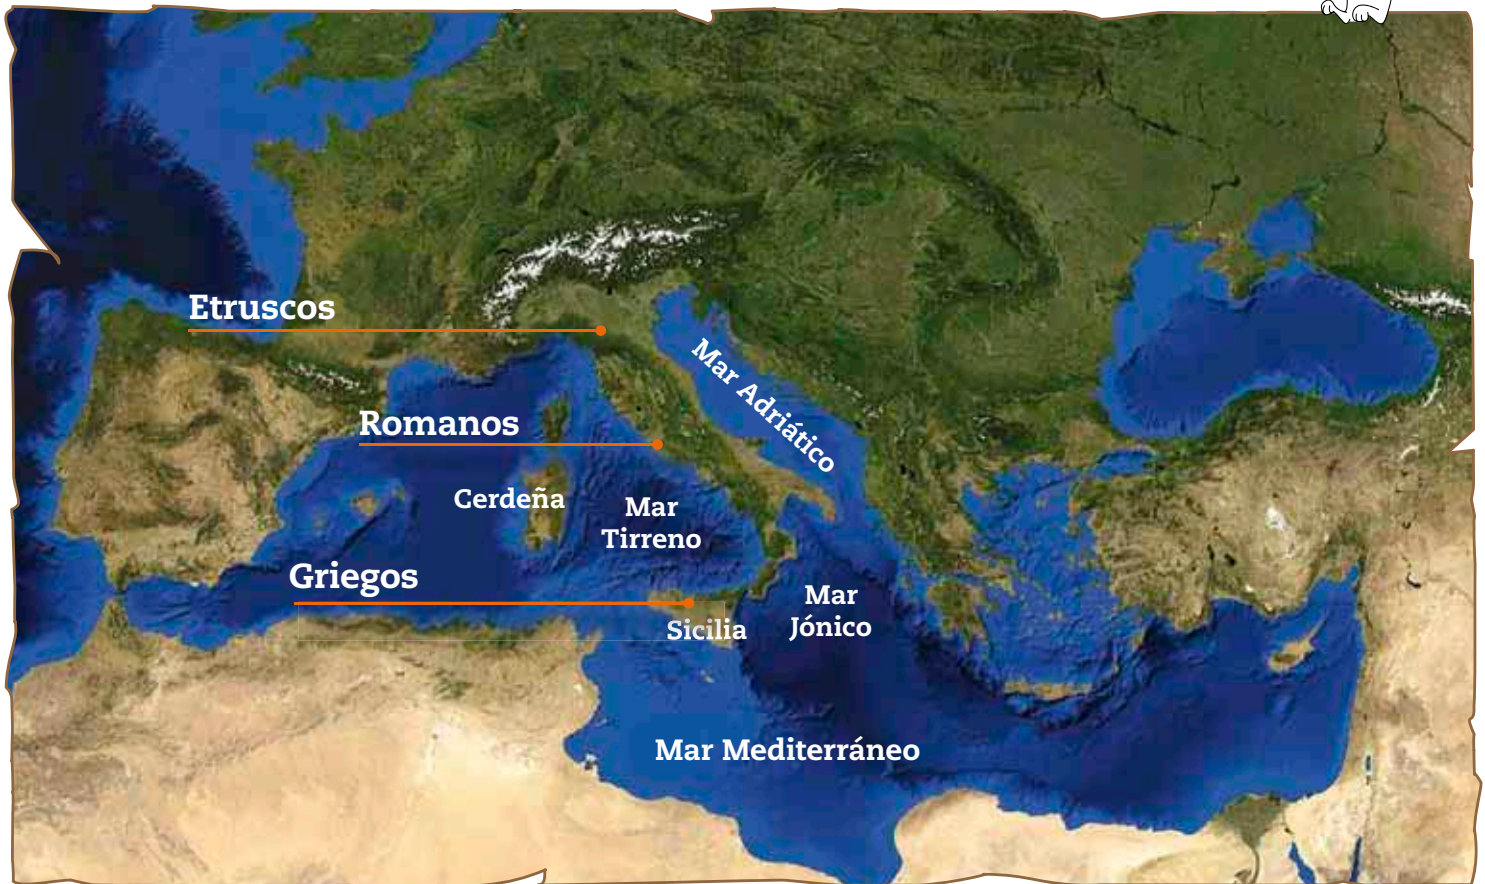 Etruscos
Mar Adriático
Romanos
Cerdeña
Mar
Tirreno
Griegos
Mar
Jónico
Sicilia
Mar Mediterráneo